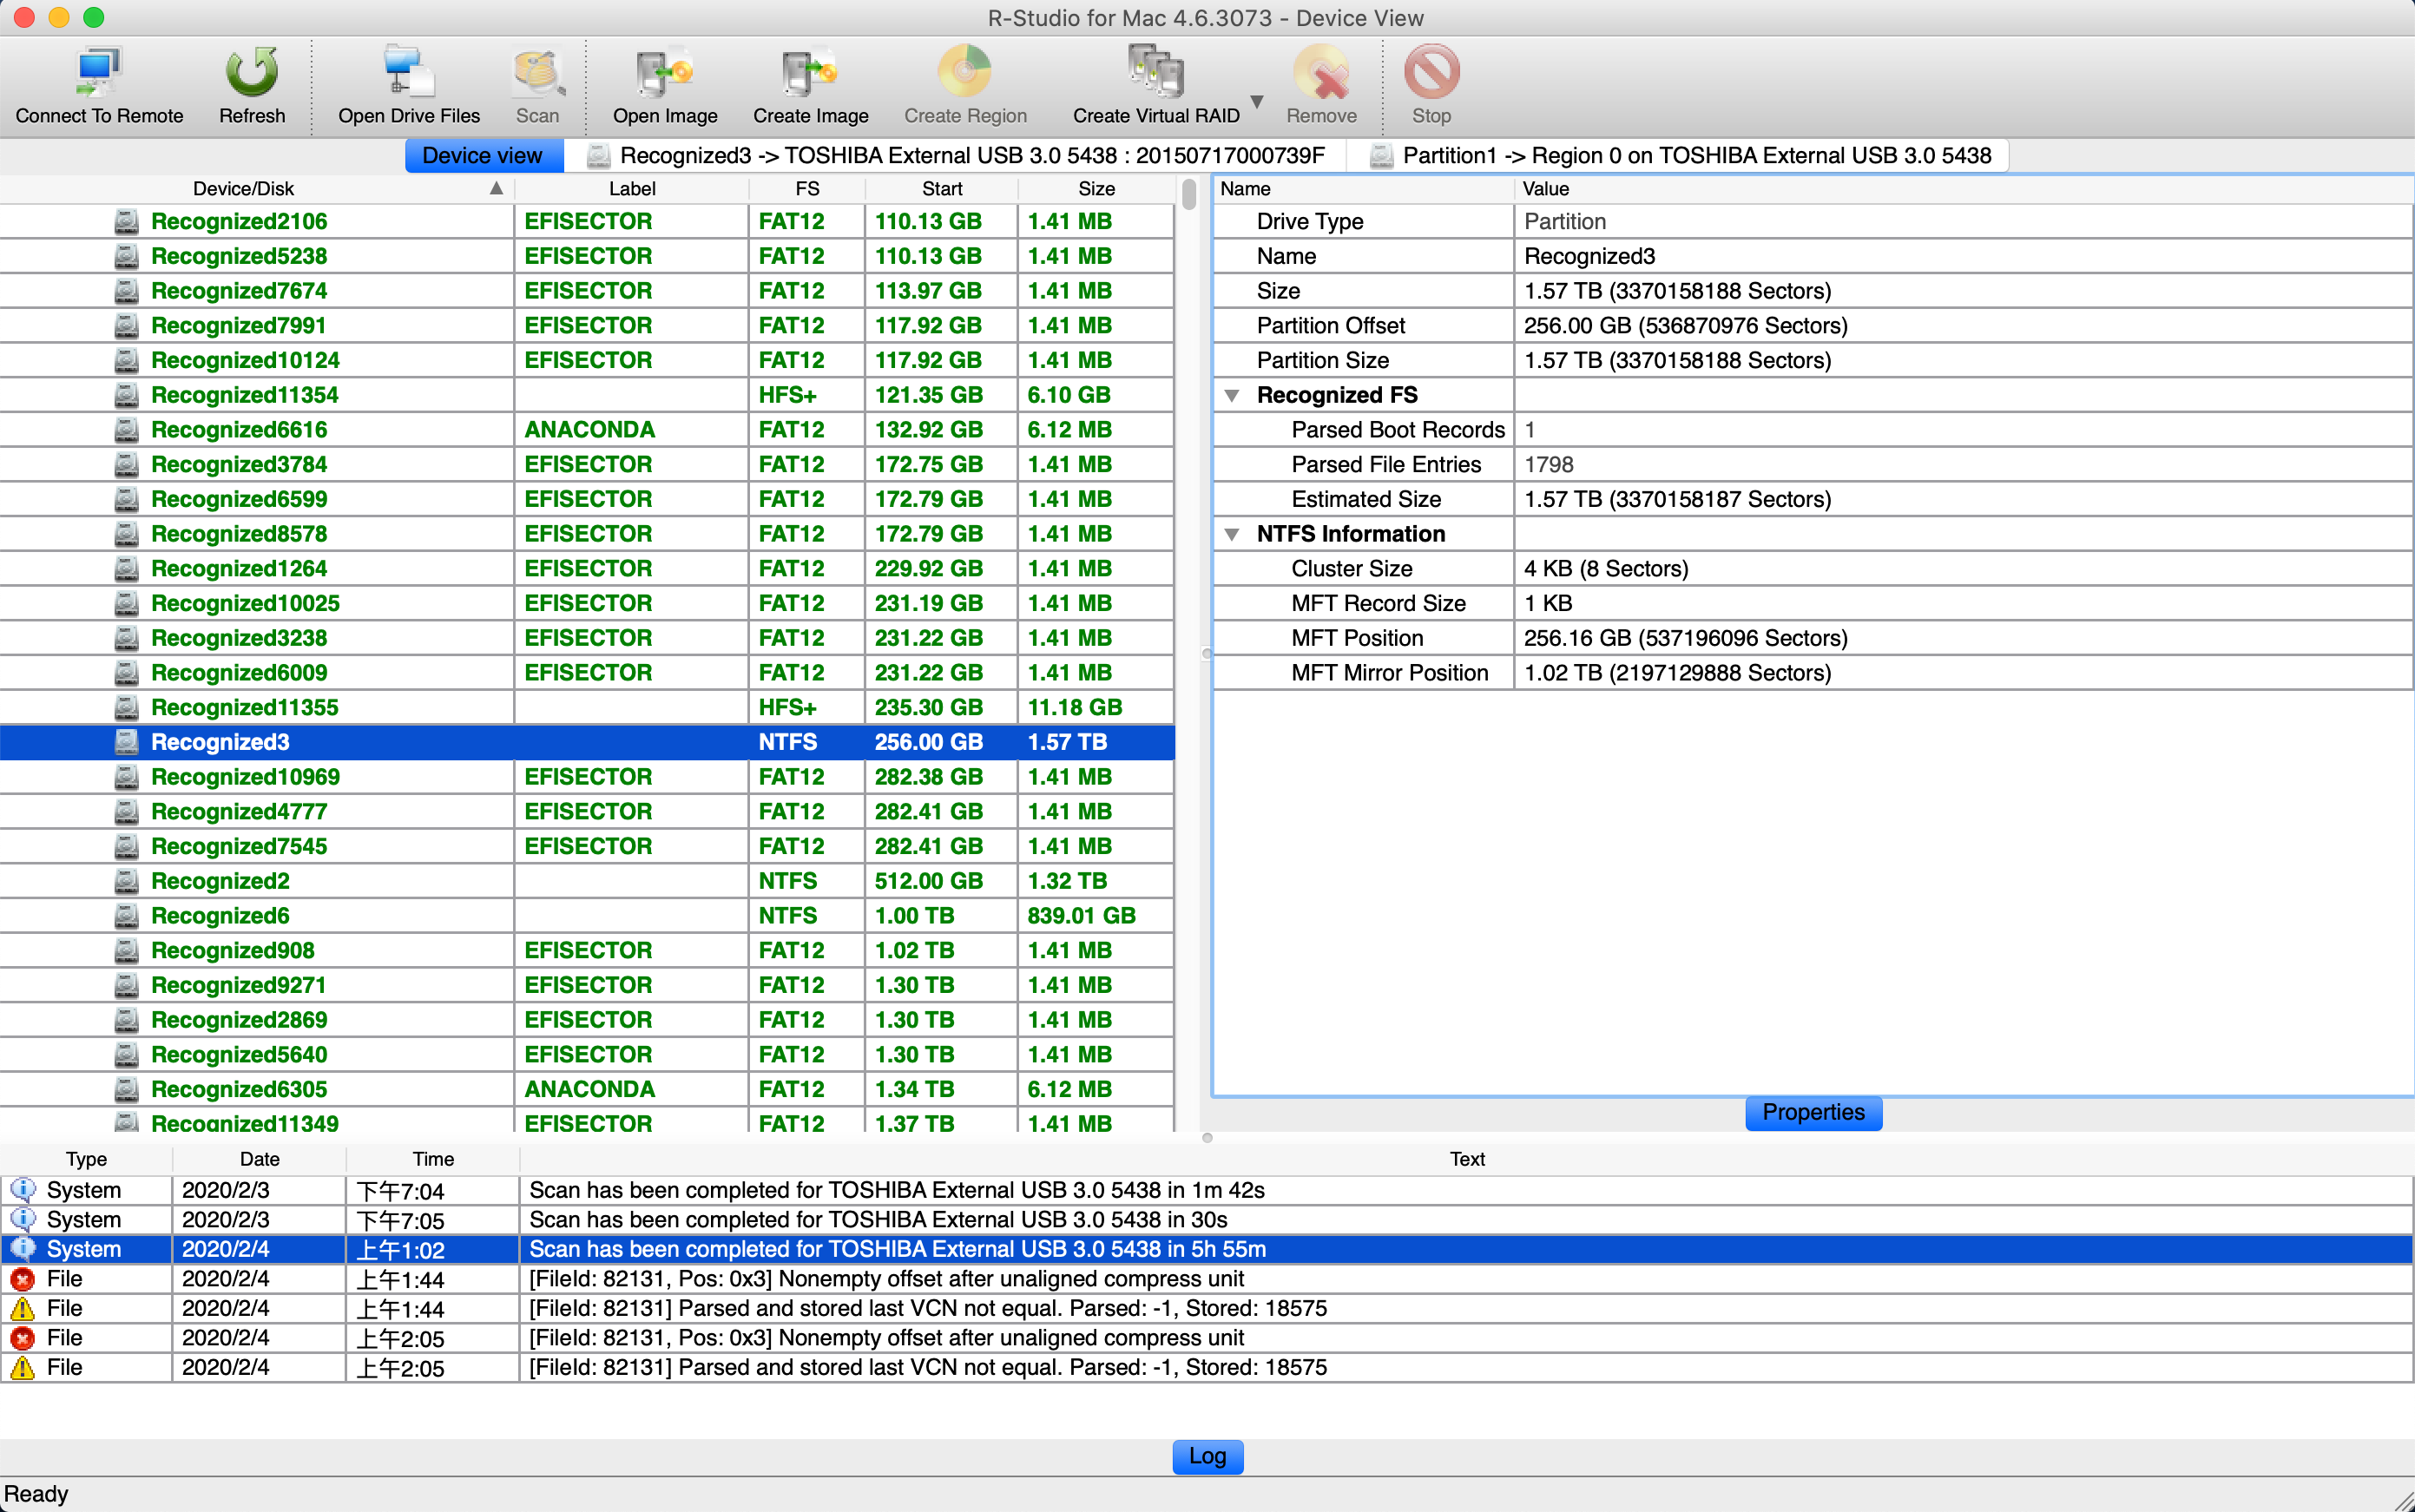 R-Studio for Mac 4.6.3073 - Device View
Connect To Remote Refresh Open Drive Files Scan Open Image Create Image Create Region Create Virtual RAID Remove Stop
Device view Recognized3 -> TOSHIBA External USB 3.0 5438 : 20150717000739F Partition1 -> Region 0 on TOSHIBA External USB 3.0 5438
Device/Disk Label FS Start Size
Recognized2106 EFISECTOR FAT12 110.13 GB 1.41 MB
Recognized5238 EFISECTOR FAT12 110.13 GB 1.41 MB
Recognized7674 EFISECTOR FAT12 113.97 GB 1.41 MB
Recognized7991 EFISECTOR FAT12 117.92 GB 1.41 MB
Recognized10124 EFISECTOR FAT12 117.92 GB 1.41 MB
Recognized11354 HFS+ 121.35 GB 6.10 GB
Recognized6616 ANACONDA FAT12 132.92 GB 6.12 MB
Recognized3784 EFISECTOR FAT12 172.75 GB 1.41 MB
Recognized6599 EFISECTOR FAT12 172.79 GB 1.41 MB
Recognized8578 EFISECTOR FAT12 172.79 GB 1.41 MB
Recognized1264 EFISECTOR FAT12 229.92 GB 1.41 MB
Recognized10025 EFISECTOR FAT12 231.19 GB 1.41 MB
Recognized3238 EFISECTOR FAT12 231.22 GB 1.41 MB
Recognized6009 EFISECTOR FAT12 231.22 GB 1.41 MB
Recognized11355 HFS+ 235.30 GB 11.18 GB
Recognized3 NTFS 256.00 GB 1.57 TB
Recognized10969 EFISECTOR FAT12 282.38 GB 1.41 MB
Recognized4777 EFISECTOR FAT12 282.41 GB 1.41 MB
Recognized7545 EFISECTOR FAT12 282.41 GB 1.41 MB
Recognized2 NTFS 512.00 GB 1.32 TB
Recognized6 NTFS 1.00 TB 839.01 GB
Recognized908 EFISECTOR FAT12 1.02 TB 1.41 MB
Recognized9271 EFISECTOR FAT12 1.30 TB 1.41 MB
Recognized2869 EFISECTOR FAT12 1.30 TB 1.41 MB
Recognized5640 EFISECTOR FAT12 1.30 TB 1.41 MB
Recognized6305 ANACONDA FAT12 1.34 TB 6.12 MB
Recognized11349 EFISECTOR FAT12 1.37 TB 1.41 MB
Name Value
Drive Type Partition
Name Recognized3
Size 1.57 TB (3370158188 Sectors)
Partition Offset 256.00 GB (536870976 Sectors)
Partition Size 1.57 TB (3370158188 Sectors)
Recognized FS
Parsed Boot Records 1
Parsed File Entries 1798
Estimated Size 1.57 TB (3370158187 Sectors)
NTFS Information
Cluster Size 4 KB (8 Sectors)
MFT Record Size 1 KB
MFT Position 256.16 GB (537196096 Sectors)
MFT Mirror Position 1.02 TB (2197129888 Sectors)
Properties
Type Date Time Text
System 2020/2/3 下午7:04 Scan has been completed for TOSHIBA External USB 3.0 5438 in 1m 42s
System 2020/2/3 下午7:05 Scan has been completed for TOSHIBA External USB 3.0 5438 in 30s
System 2020/2/4 上午1:02 Scan has been completed for TOSHIBA External USB 3.0 5438 in 5h 55m
File 2020/2/4 上午1:44 [FileId: 82131, Pos: 0x3] Nonempty offset after unaligned compress unit
File 2020/2/4 上午1:44 [FileId: 82131] Parsed and stored last VCN not equal. Parsed: -1, Stored: 18575
File 2020/2/4 上午2:05 [FileId: 82131, Pos: 0x3] Nonempty offset after unaligned compress unit
File 2020/2/4 上午2:05 [FileId: 82131] Parsed and stored last VCN not equal. Parsed: -1, Stored: 18575
Log
Ready